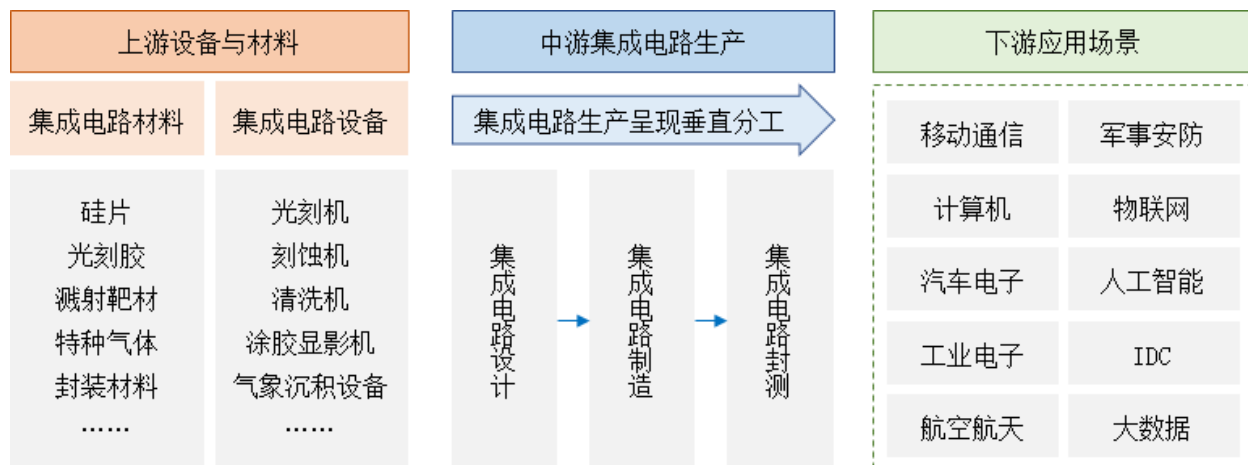 上游设备与材料
中游集成电路生产
下游应用场景
集成电路材料
集成电路设备
集成电路生产呈现垂直分工
硅片
光刻胶
溅射靶材
特种气体
封装材料
……
光刻机
刻蚀机
清洗机
涂胶显影机
气象沉积设备
……
集成电路设计
集成电路制造
集成电路封测
移动通信
军事安防
计算机
物联网
汽车电子
人工智能
工业电子
IDC
航空航天
大数据